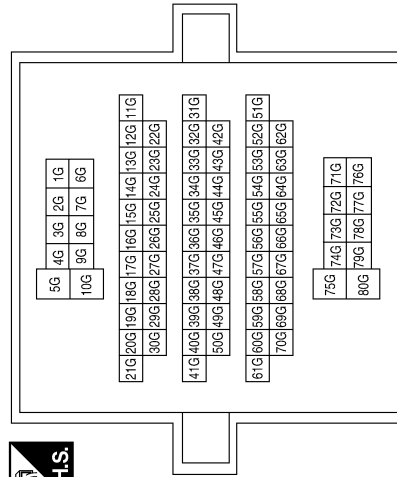 H.S.
5G 4G 3G 2G 1G
10G 9G 8G 7G 6G
21G 20G 19G 18G 17G 16G 15G 14G 13G 12G 11G
30G 29G 28G 27G 26G 25G 24G 23G 22G
41G 40G 39G 38G 37G 36G 35G 34G 33G 32G 31G
50G 49G 48G 47G 46G 45G 44G 43G 42G
61G 60G 59G 58G 57G 56G 55G 54G 53G 52G 51G
70G 69G 68G 67G 66G 65G 64G 63G 62G
75G 74G 73G 72G 71G
80G 79G 78G 77G 76G